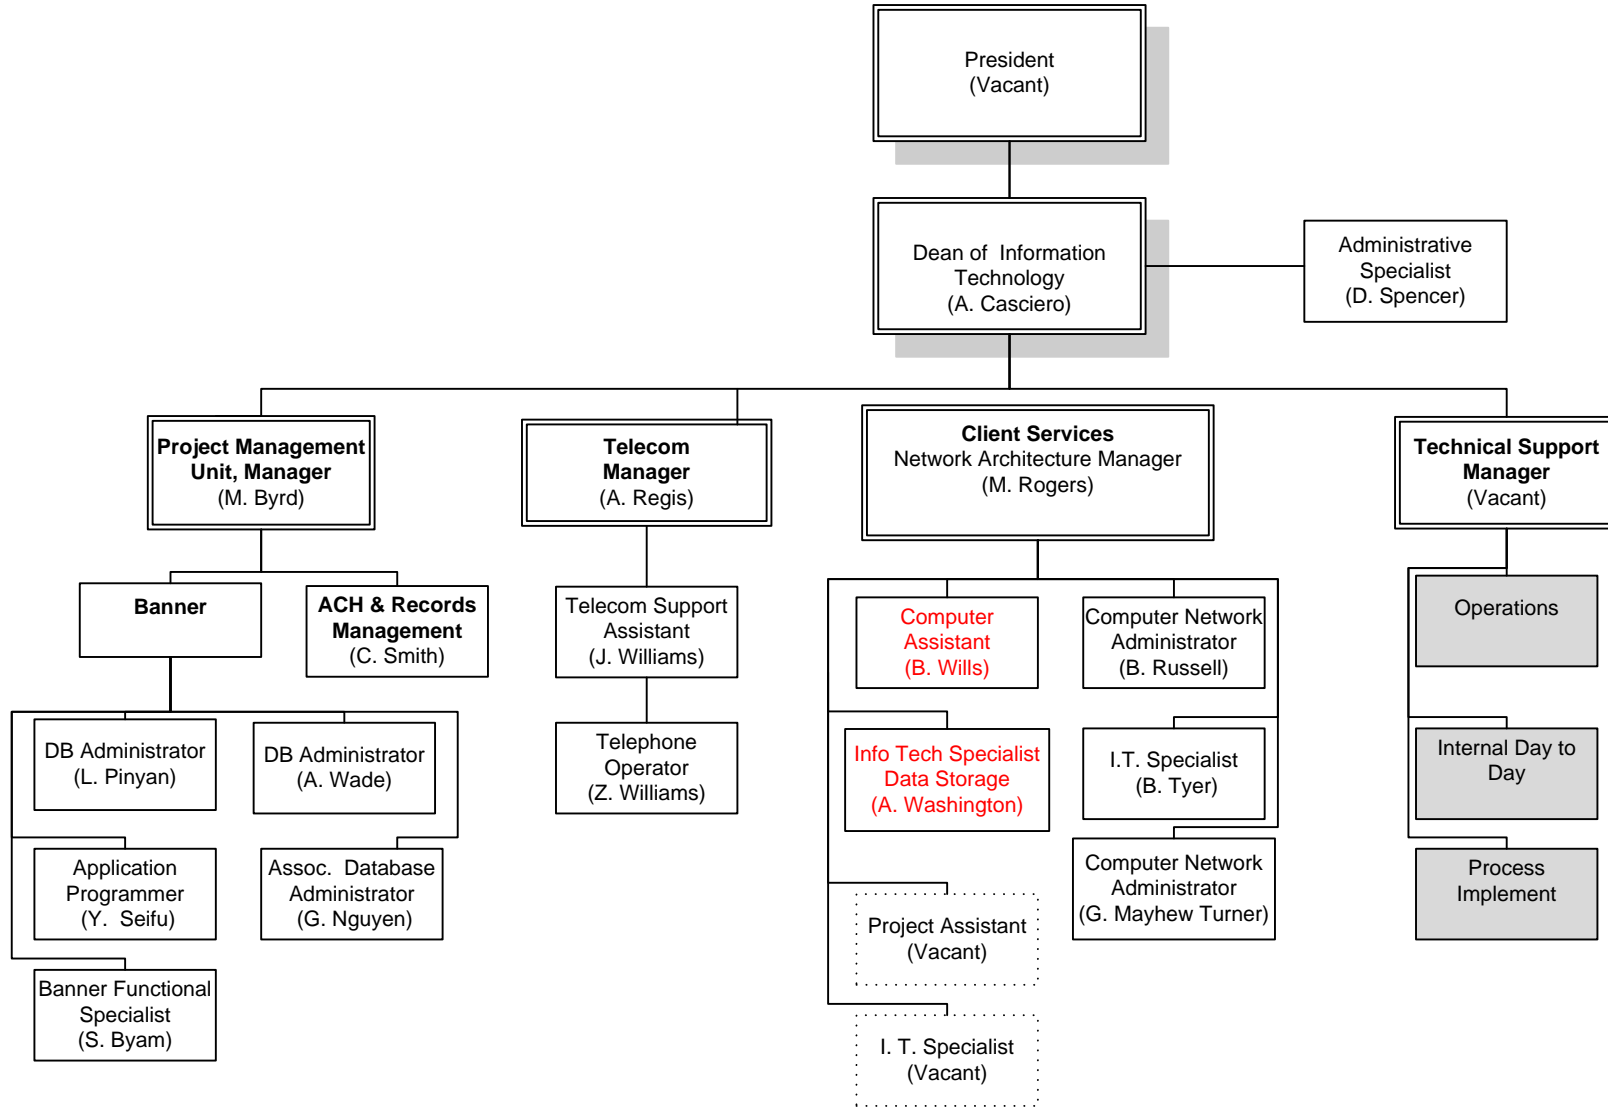 President
(Vacant)
Dean of Information
Technology
(A. Casciero)
Administrative
Specialist
(D. Spencer)
Project Management
Unit, Manager
(M. Byrd)
Telecom
Manager
(A. Regis)
Client Services
Network Architecture Manager
(M. Rogers)
Technical Support
Manager
(Vacant)
Banner
ACH & Records
Management
(C. Smith)
DB Administrator
(L. Pinyan)
DB Administrator
(A. Wade)
Application
Programmer
(Y. Seifu)
Assoc. Database
Administrator
(G. Nguyen)
Banner Functional
Specialist
(S. Byam)
Telecom Support
Assistant
(J. Williams)
Telephone
Operator
(Z. Williams)
Computer
Assistant
(B. Wills)
Computer Network
Administrator
(B. Russell)
Info Tech Specialist
Data Storage
(A. Washington)
I.T. Specialist
(B. Tyer)
Project Assistant
(Vacant)
Computer Network
Administrator
(G. Mayhew Turner)
I. T. Specialist
(Vacant)
Operations
Internal Day to
Day
Process
Implement